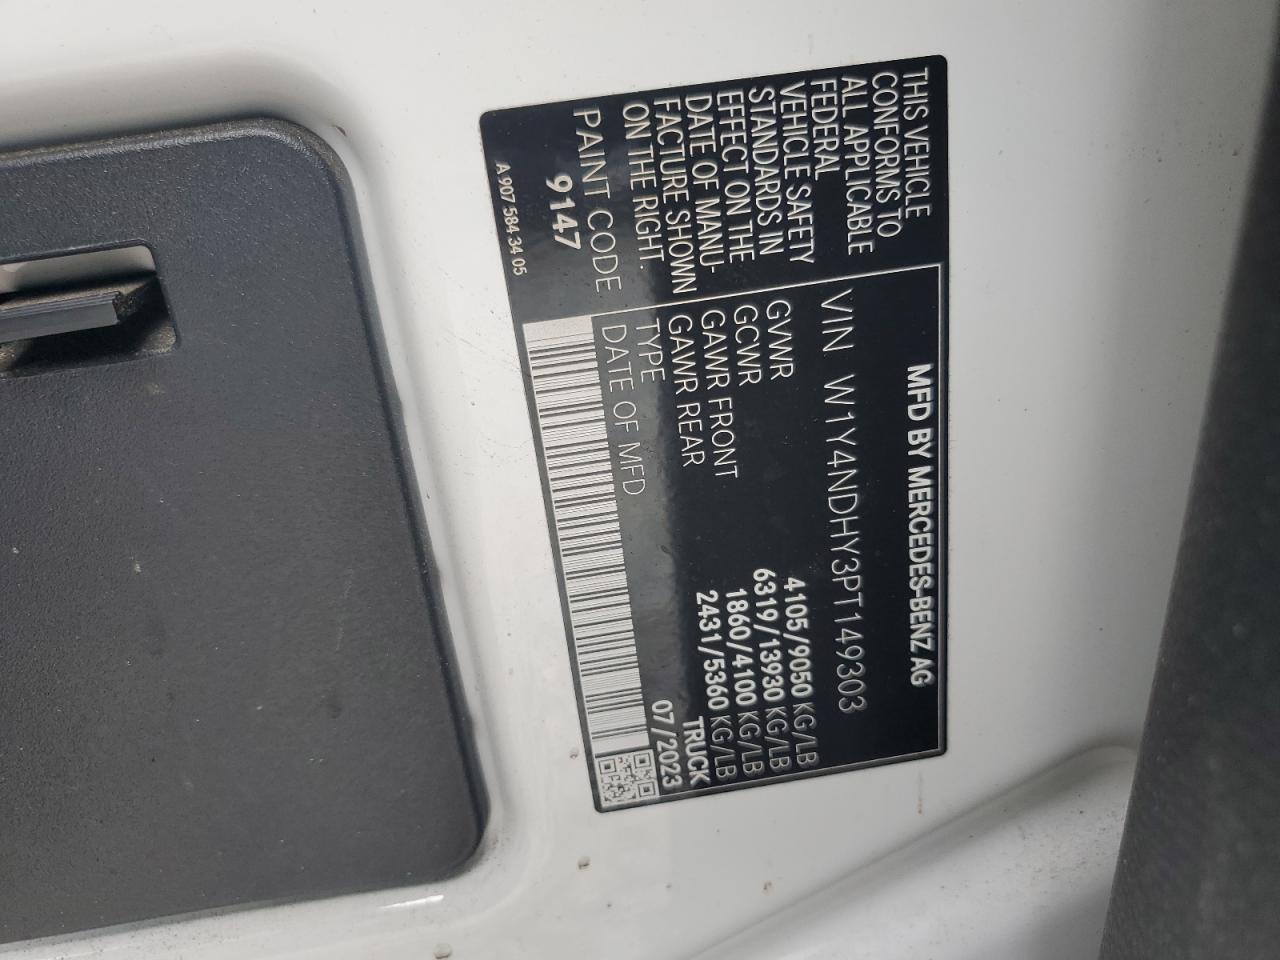 THIS VEHICLE
CONFORMS TO
ALL APPLICABLE
FEDERAL
VEHICLE SAFETY
STANDARDS IN
EFFECT ON THE
DATE OF MANU-
FACTURE SHOWN
ON THE RIGHT.
PAINT CODE
9147
A 907 584 34 05
MFD BY MERCEDES-BENZ AG
VIN W1Y4NDHY3PT149303
GVWR 4105/9050 KG/LB
GCWR 6319/13930 KG/LB
GAWR FRONT 1860/4100 KG/LB
GAWR REAR 2431/5360 KG/LB
TYPE TRUCK
DATE OF MFD 07/2023